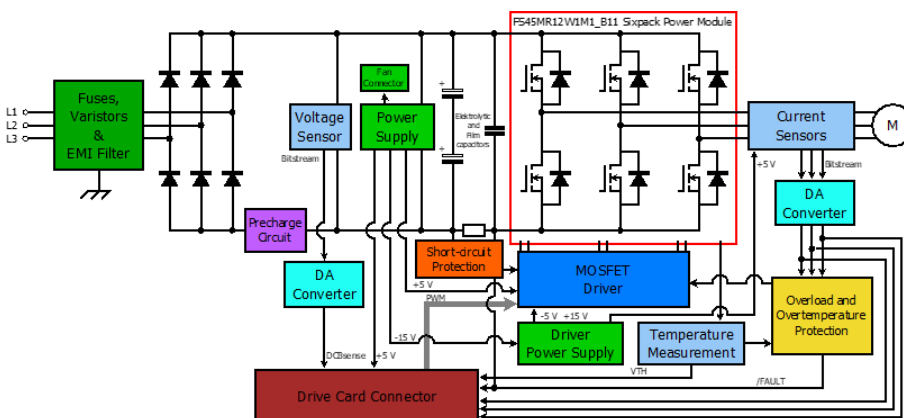 FS45MR12W1M1_B11 Sixpack Power Module
Fan
Connector
Fuses,
Varistors
&
EMI Filter
L1
L2
L3
Voltage
Sensor
Power
Supply
+
+
Elektrolytic
and
Film
capacitors
Current
Sensors
M
Bitstream
+5 V
Bitstream
DA
Converter
Precharge
Circuit
Short-circuit
Protection
DA
Converter
MOSFET
Driver
+5 V
PWM
Overload and
Overtemperature
Protection
-5 V +15 V
-15 V
Driver
Power Supply
Temperature
Measurement
DCBsense
+5 V
VTH
/FAULT
Drive Card Connector